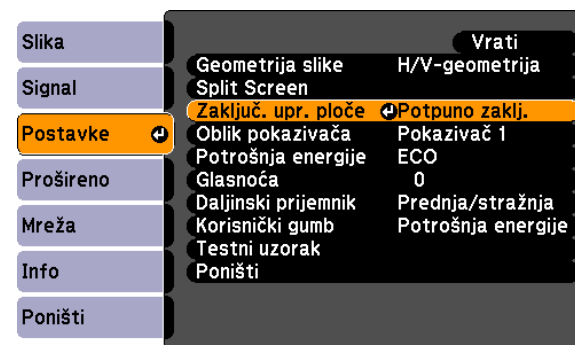 Slika
Signal
Postavke
Prošireno
Mreža
Info
Poništi
Vrati
Geometrija slike H/V-geometrija
Split Screen
Zaključ. upr. ploče Potpuno zaklj.
Oblik pokazivača Pokazivač 1
Potrošnja energije ECO
Glasnoća 0
Daljinski prijemnik Prednja/stražnja
Korisnički gumb Potrošnja energije
Testni uzorak
Poništi